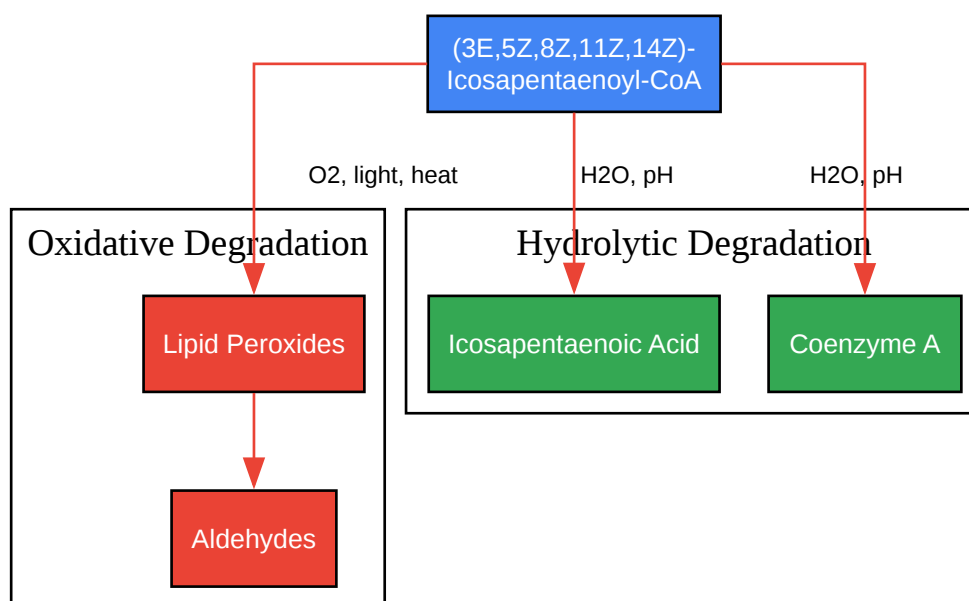 (3E,5Z,8Z,11Z,14Z)-
Icosapentaenoyl-CoA
O2, light, heat
H2O, pH
H2O, pH
Oxidative Degradation
Hydrolytic Degradation
Lipid Peroxides
Icosapentaenoic Acid
Coenzyme A
Aldehydes